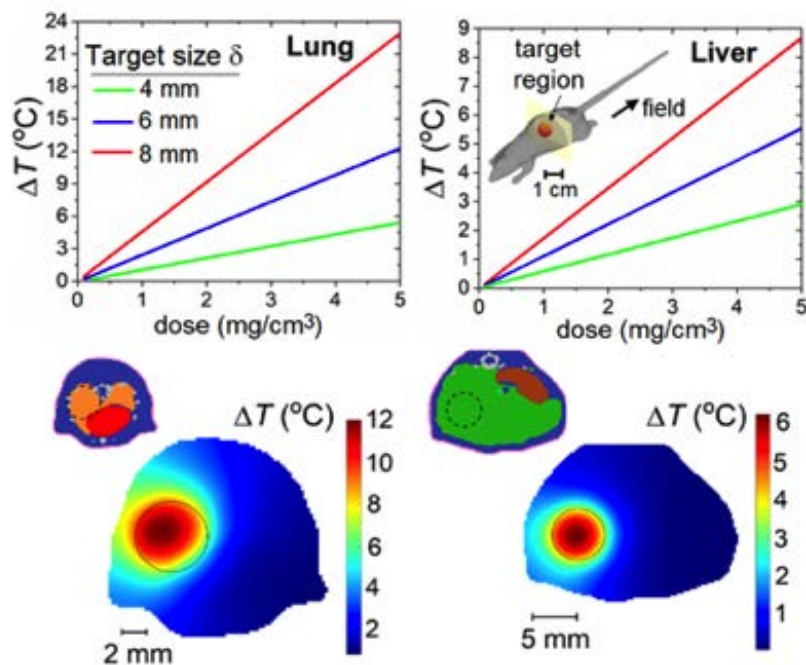 Lung
Target size δ
4 mm
6 mm
8 mm
ΔT (°C)
24
21
18
15
12
9
6
3
0
0 1 2 3 4 5
dose (mg/cm³)
Liver
target
region
field
1 cm
ΔT (°C)
9
8
7
6
5
4
3
2
1
0
0 1 2 3 4 5
dose (mg/cm³)
ΔT (°C)
12
10
8
6
4
2
2 mm
ΔT (°C)
6
5
4
3
2
1
5 mm